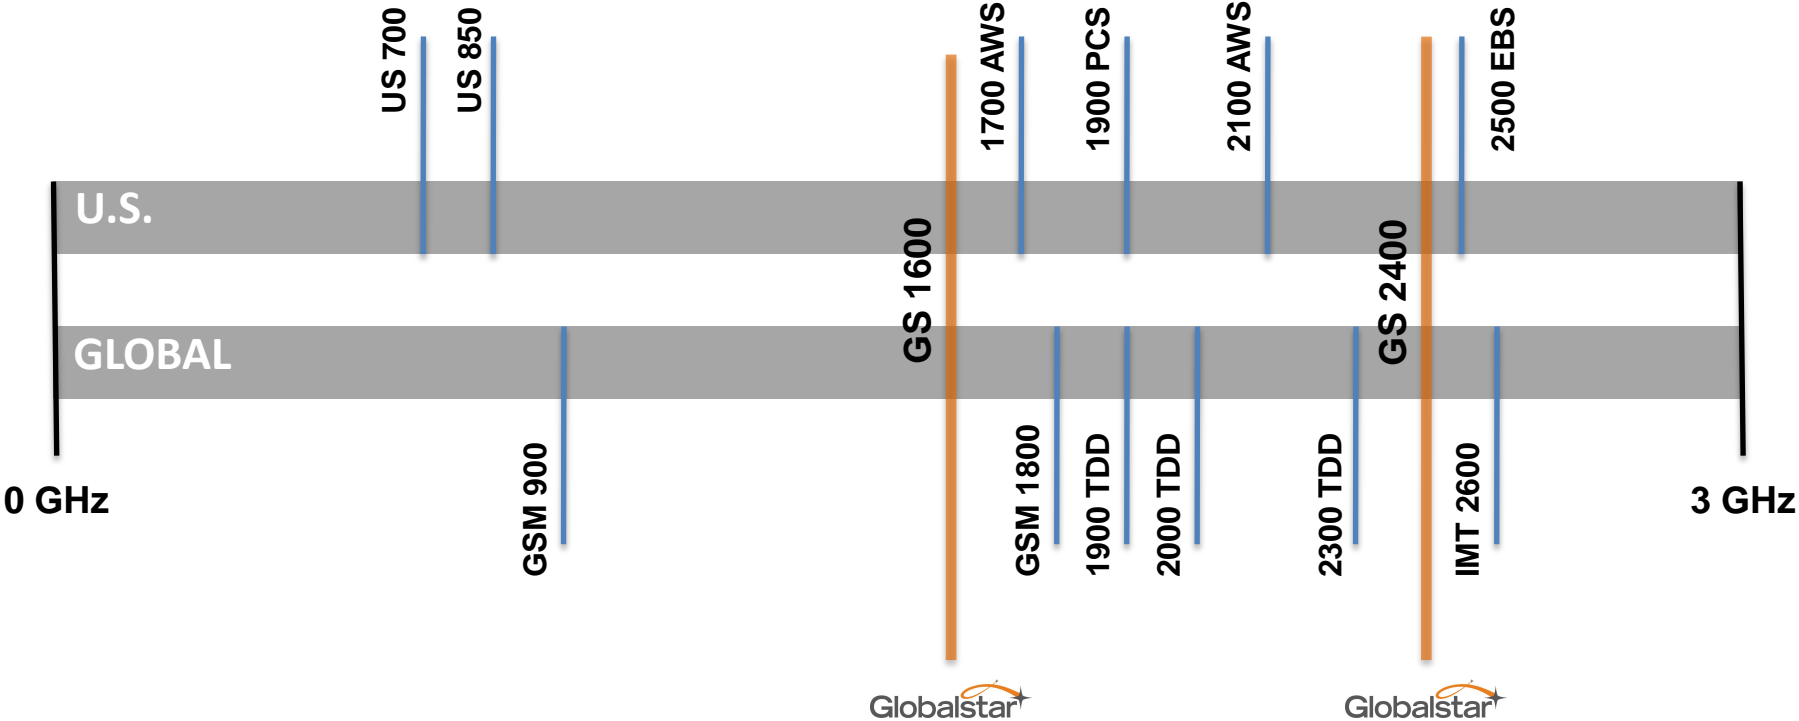 US 700
US 850
1700 AWS
1900 PCS
2100 AWS
2500 EBS
U.S.
GS 1600
GS 2400
GLOBAL
GSM 900
GSM 1800
1900 TDD
2000 TDD
2300 TDD
IMT 2600
0 GHz
3 GHz
Globalstar
Globalstar